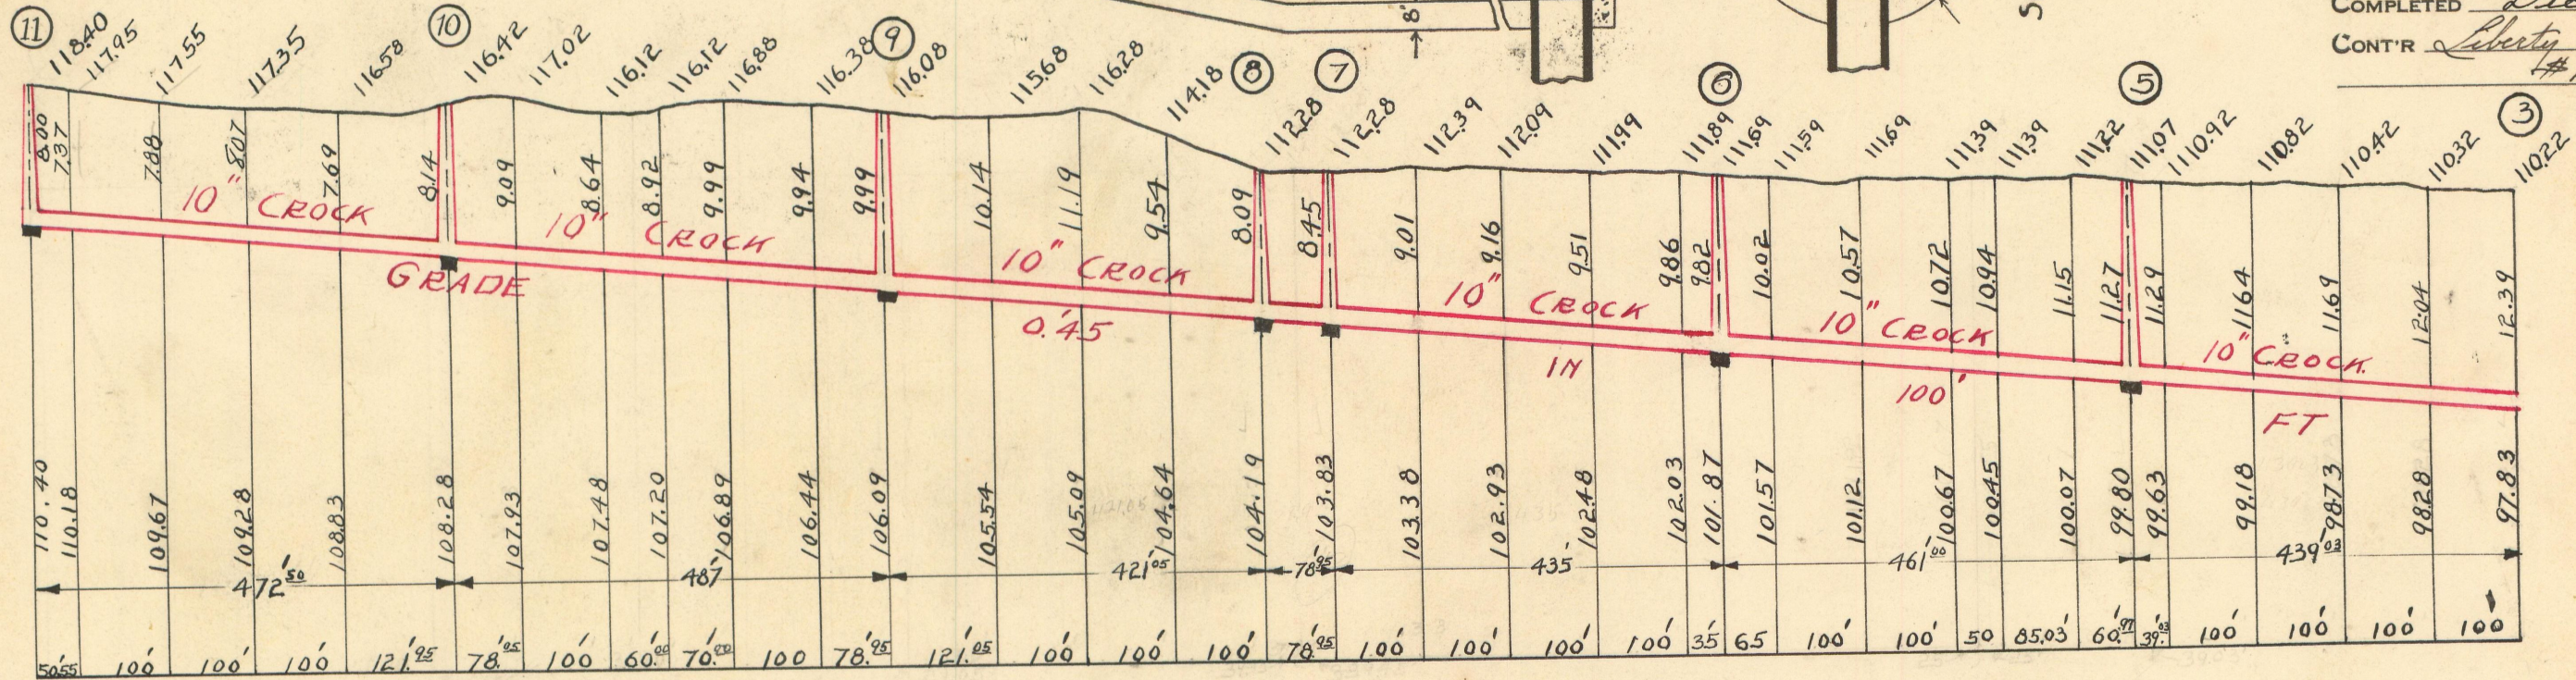 COMPLETED
CONT'R Liberty
#
8'
S
11 10 9 8 7 6 5 3
118.40 117.95 117.55 117.35 116.58 116.42 117.02 116.12 116.12 116.88 116.38 116.08 115.68 116.28 114.18 112.28 112.28 112.39 112.09 111.99 111.89 111.69 111.59 111.69 111.39 111.39 111.22 111.07 110.92 110.82 110.42 110.32 110.22
8.00 7.37 7.88 8.07 7.69 8.14 9.09 8.64 8.92 9.99 9.94 9.99 10.14 11.19 9.54 8.09 8.45 9.01 9.16 9.51 9.86 9.82 10.02 10.57 10.72 10.94 11.15 11.27 11.29 11.64 11.69 12.04 12.39
10" CROCK 10" CROCK 10" CROCK 10" CROCK 10" CROCK 10" CROCK
GRADE 0.'45 IN 100' FT
110.40 110.18 109.67 109.28 108.83 108.28 107.93 107.48 107.20 106.89 106.44 106.09 105.54 105.09 104.64 104.19 103.83 103.38 102.93 102.48 102.03 101.87 101.57 101.12 100.67 100.45 100.07 99.80 99.63 99.18 98.73 98.28 97.83
472'50 487' 421'05 78'95 435' 461'00 439'03
50'55 100' 100' 100' 121'95 78'05 100' 60'00 70'00 100 78'95 121'05 100' 100' 100' 78'95 100' 100' 100' 100' 35' 65 100' 100' 50 85.03' 60'97 39'03 100' 100' 100' 100'